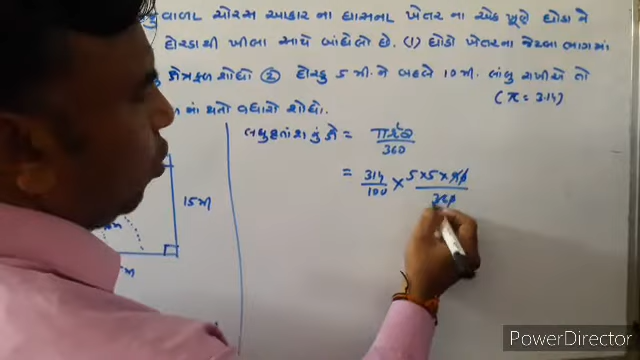 વાળા ચોરસ આકાર ના ઘાસના ખેતર ના એક ખૂણે ઘોડા ને
દોરડાથી ખીલા સાથે બાંધેલો છે. (1) ઘોડો ખેતરના જેટલા ભાગમાં
ક્ષેત્રફળ શોધો (2) દોરડુ 5 મી. ને બદલે 10 મી. લાંબુ રાખીએ તો
માં થતો વધારો શોધો. (π = 3.14)
લઘુવૃતાંશ નું ક્ષે = πr²θ / 360
= 314/100 × 5×5×90 / 360
15 મી
મી
PowerDirector